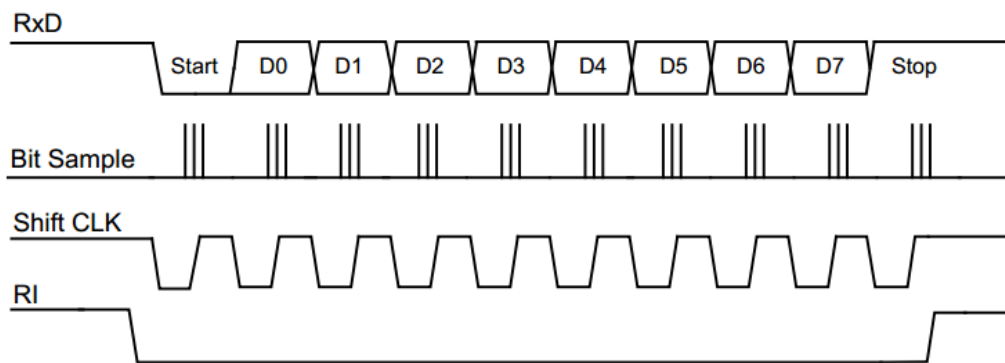 RxD
Start D0 D1 D2 D3 D4 D5 D6 D7 Stop
Bit Sample
Shift CLK
RI